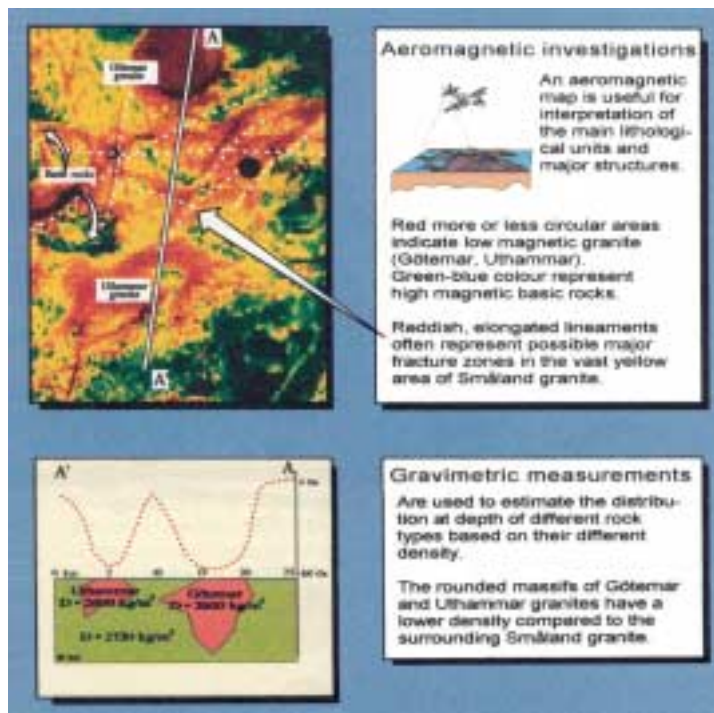 A
Götemar
granite
Basic rocks
Uthammar
granite
A'
Aeromagnetic investigations
An aeromagnetic
map is useful for
interpretation of
the main lithologi-
cal units and
major structures.
Red more or less circular areas
indicate low magnetic granite
(Götemar, Uthammar).
Green-blue colour represent
high magnetic basic rocks.
Reddish, elongated lineaments
often represent possible major
fracture zones in the vast yellow
area of Småland granite.
A'
A
Uthammar
Götemar
Gravimetric measurements
Are used to estimate the distribu-
tion at depth of different rock
types based on their different
density.
The rounded massifs of Götemar
and Uthammar granites have a
lower density compared to the
surrounding Småland granite.